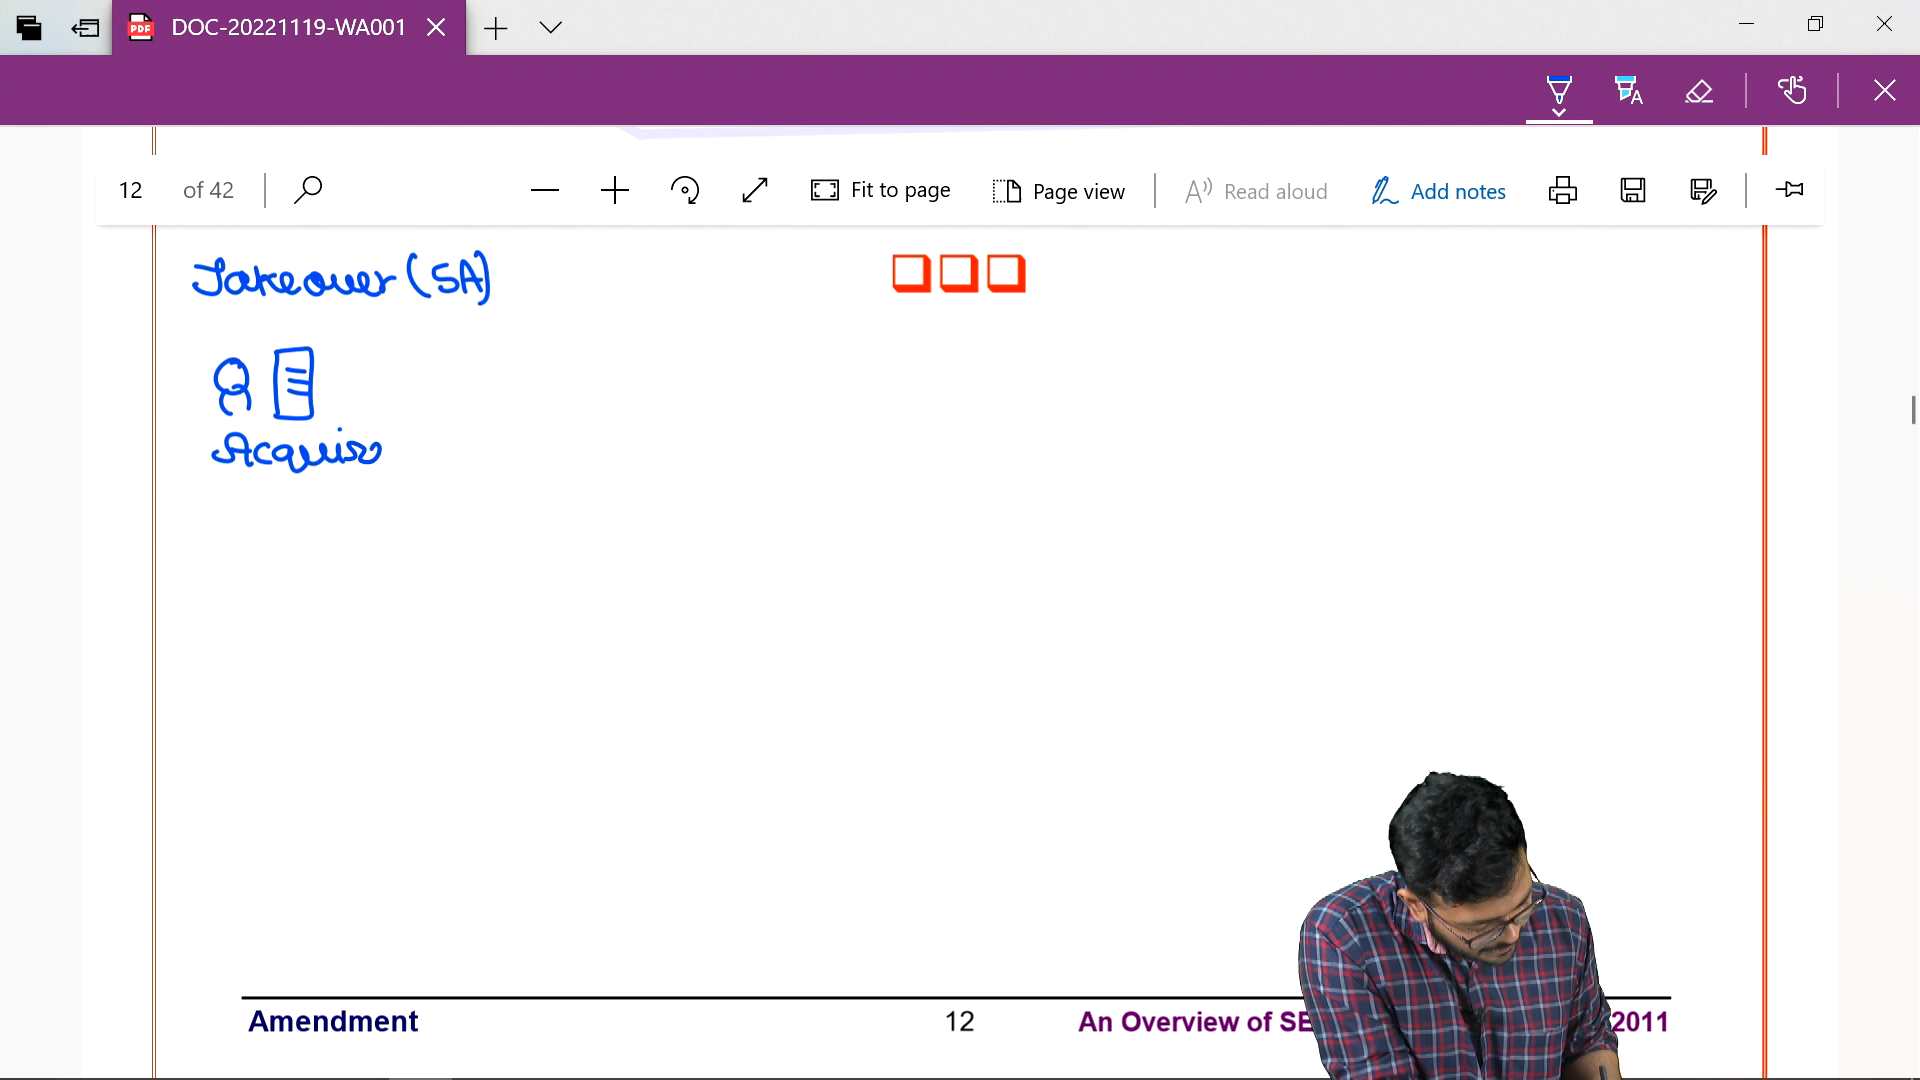 DOC-20221119-WA001
12 of 42 Fit to page Page view Read aloud Add notes
Takeover (SA)
Acquiso
Amendment 12 An Overview of SE 2011